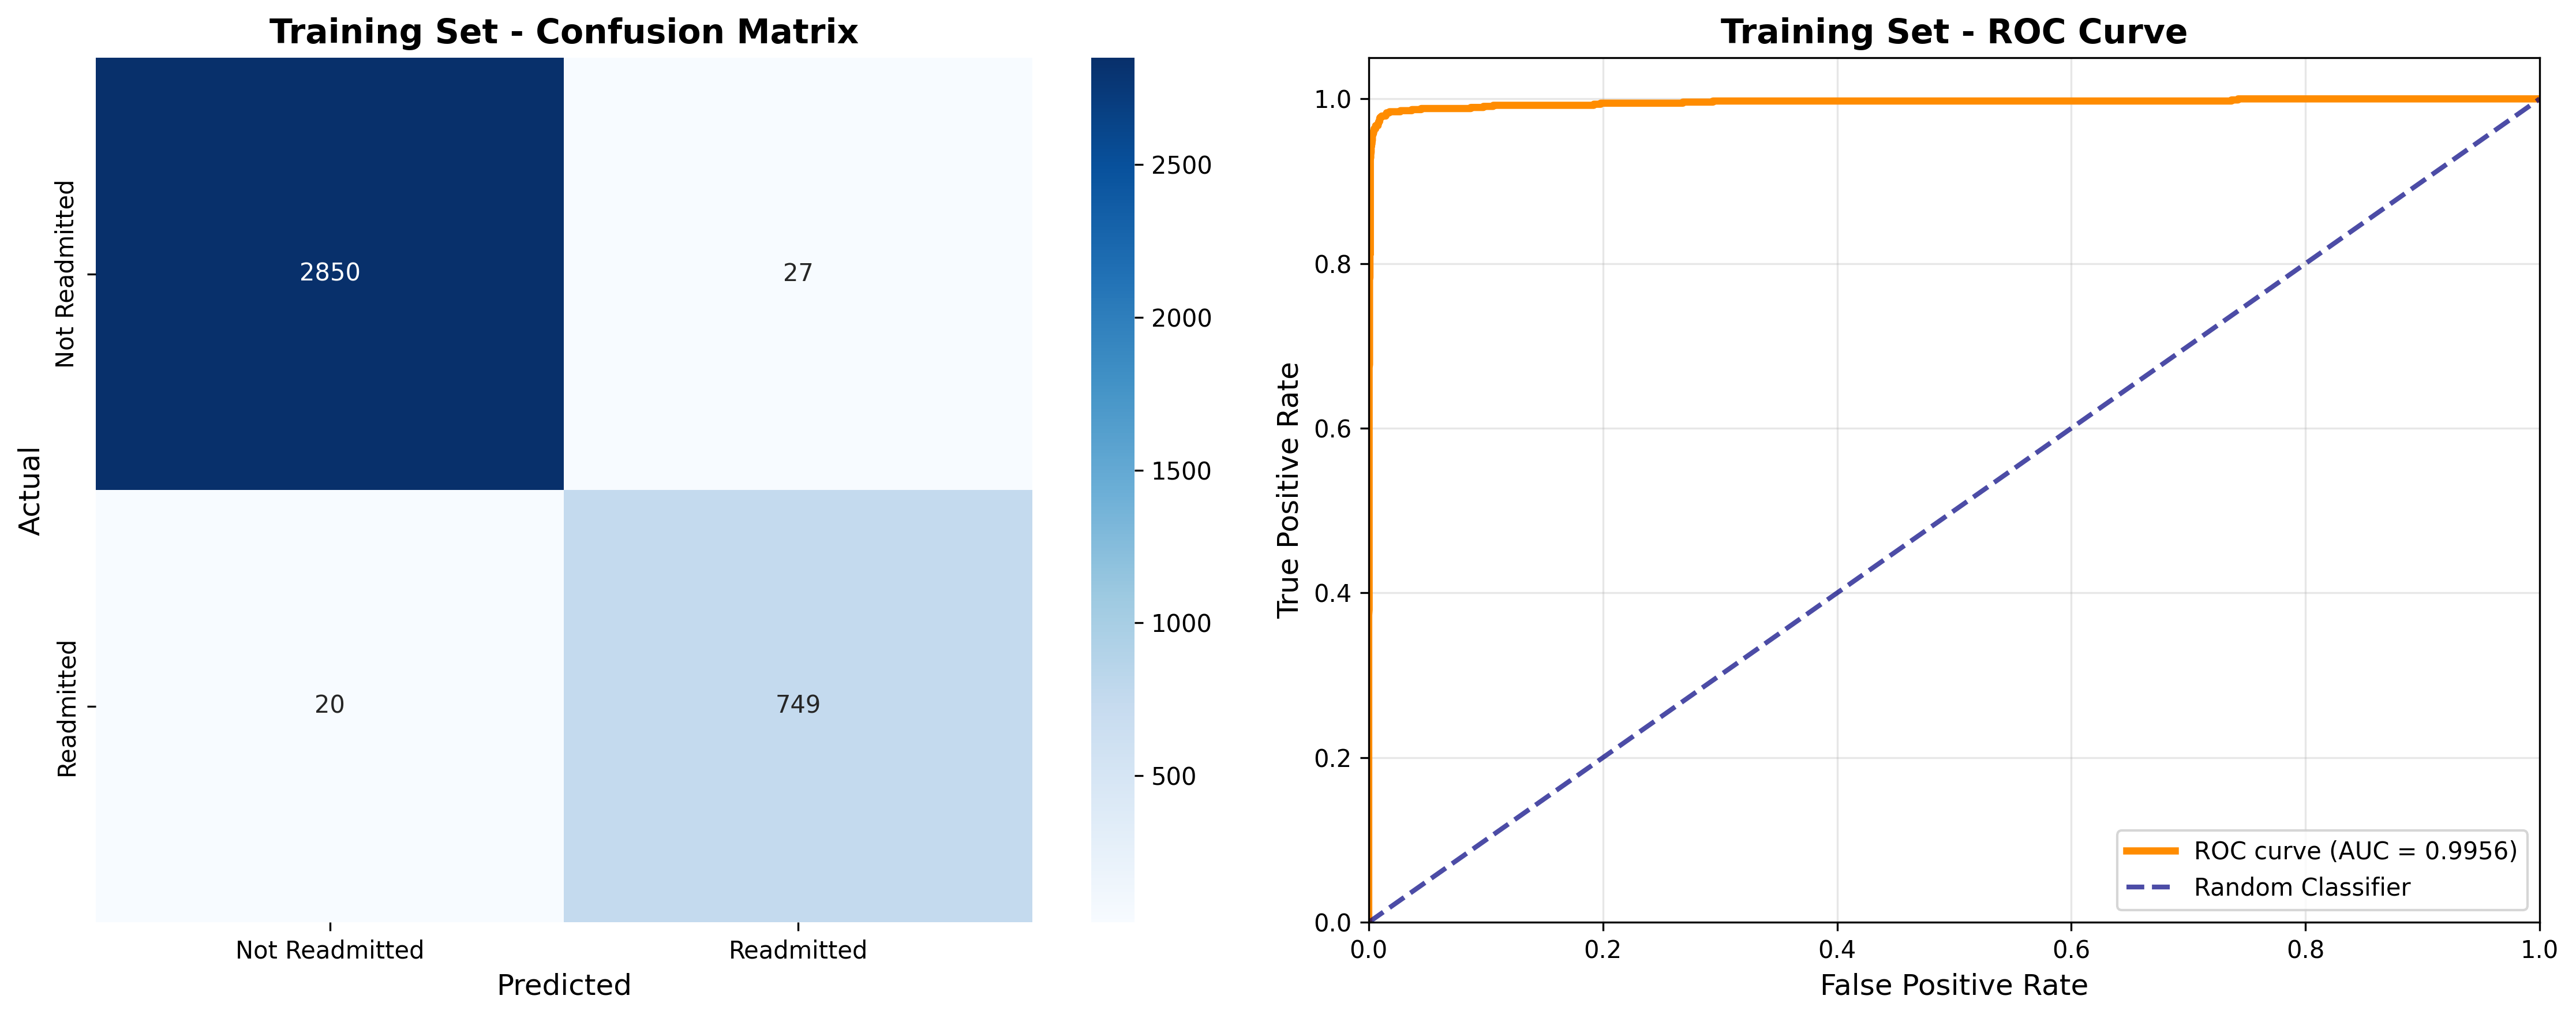 Training Set - Confusion Matrix
Actual
Not Readmitted
Readmitted
2850
27
20
749
Not Readmitted
Readmitted
Predicted
2500
2000
1500
1000
500
Training Set - ROC Curve
True Positive Rate
1.0
0.8
0.6
0.4
0.2
0.0
0.0
0.2
0.4
0.6
0.8
1.0
False Positive Rate
ROC curve (AUC = 0.9956)
Random Classifier